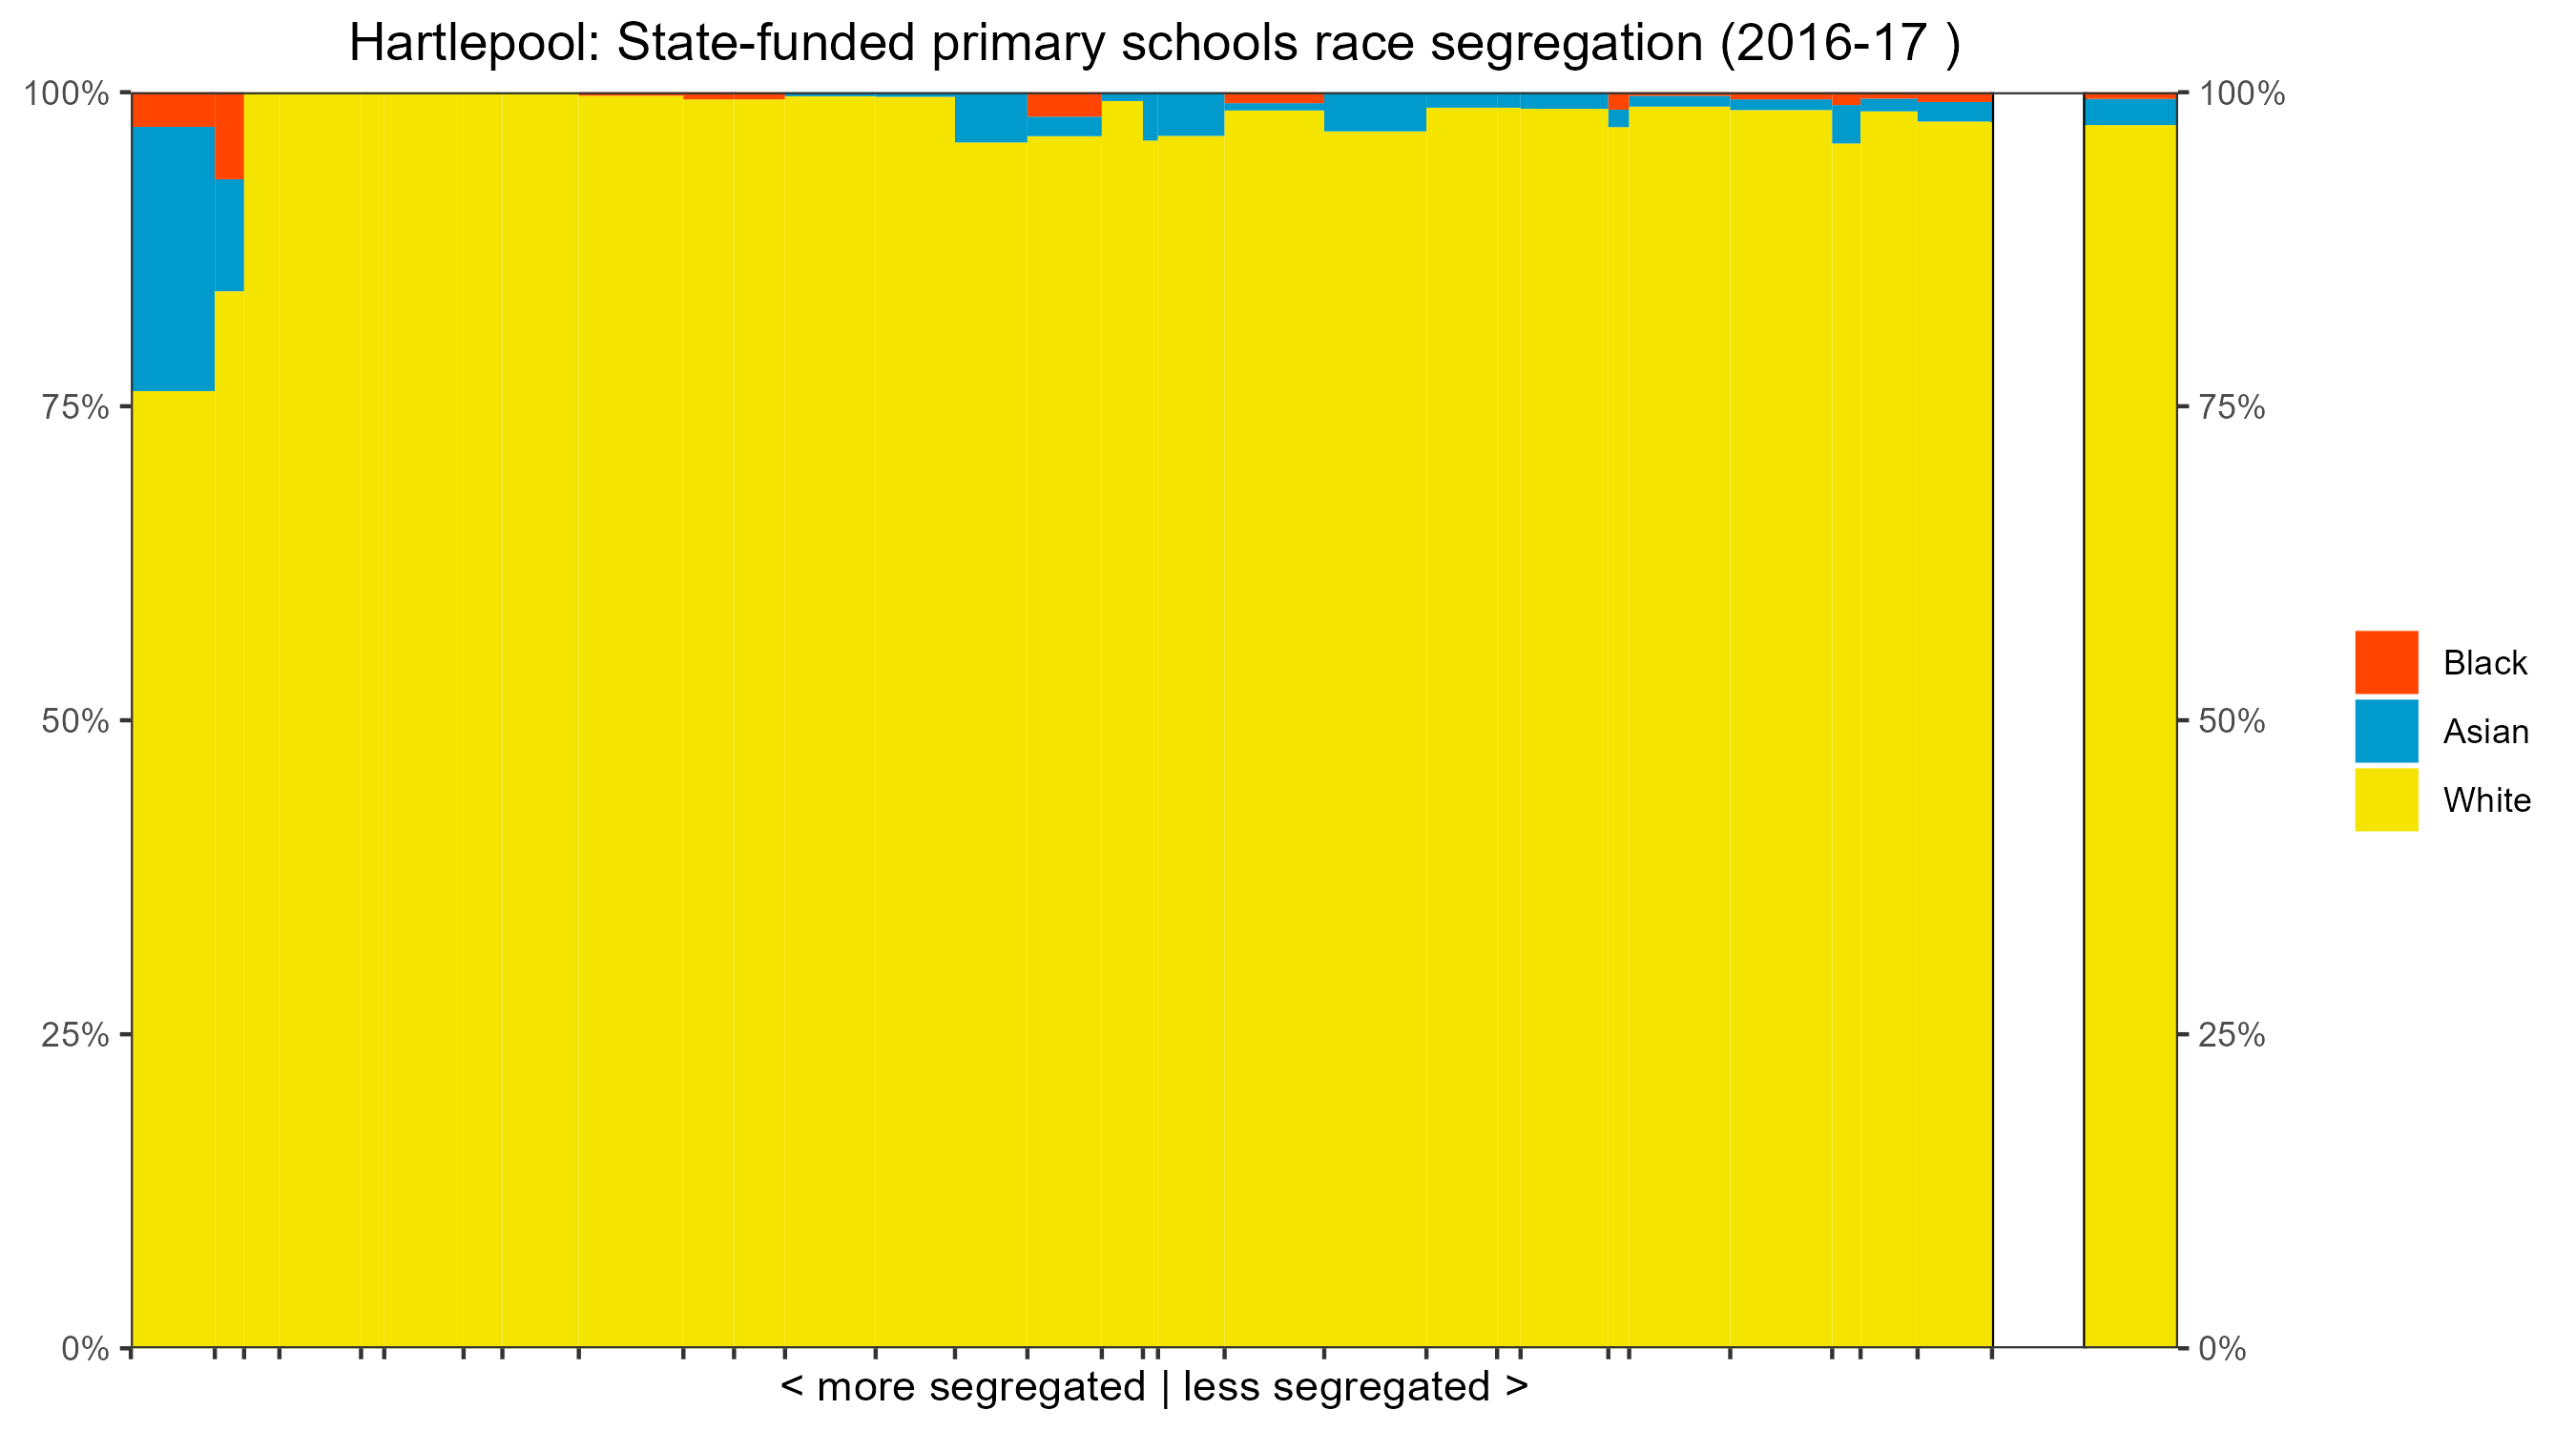 Hartlepool: State-funded primary schools race segregation (2016-17 )
100%
75%
50%
25%
0%
100%
75%
50%
25%
0%
Black
Asian
White
< more segregated | less segregated >